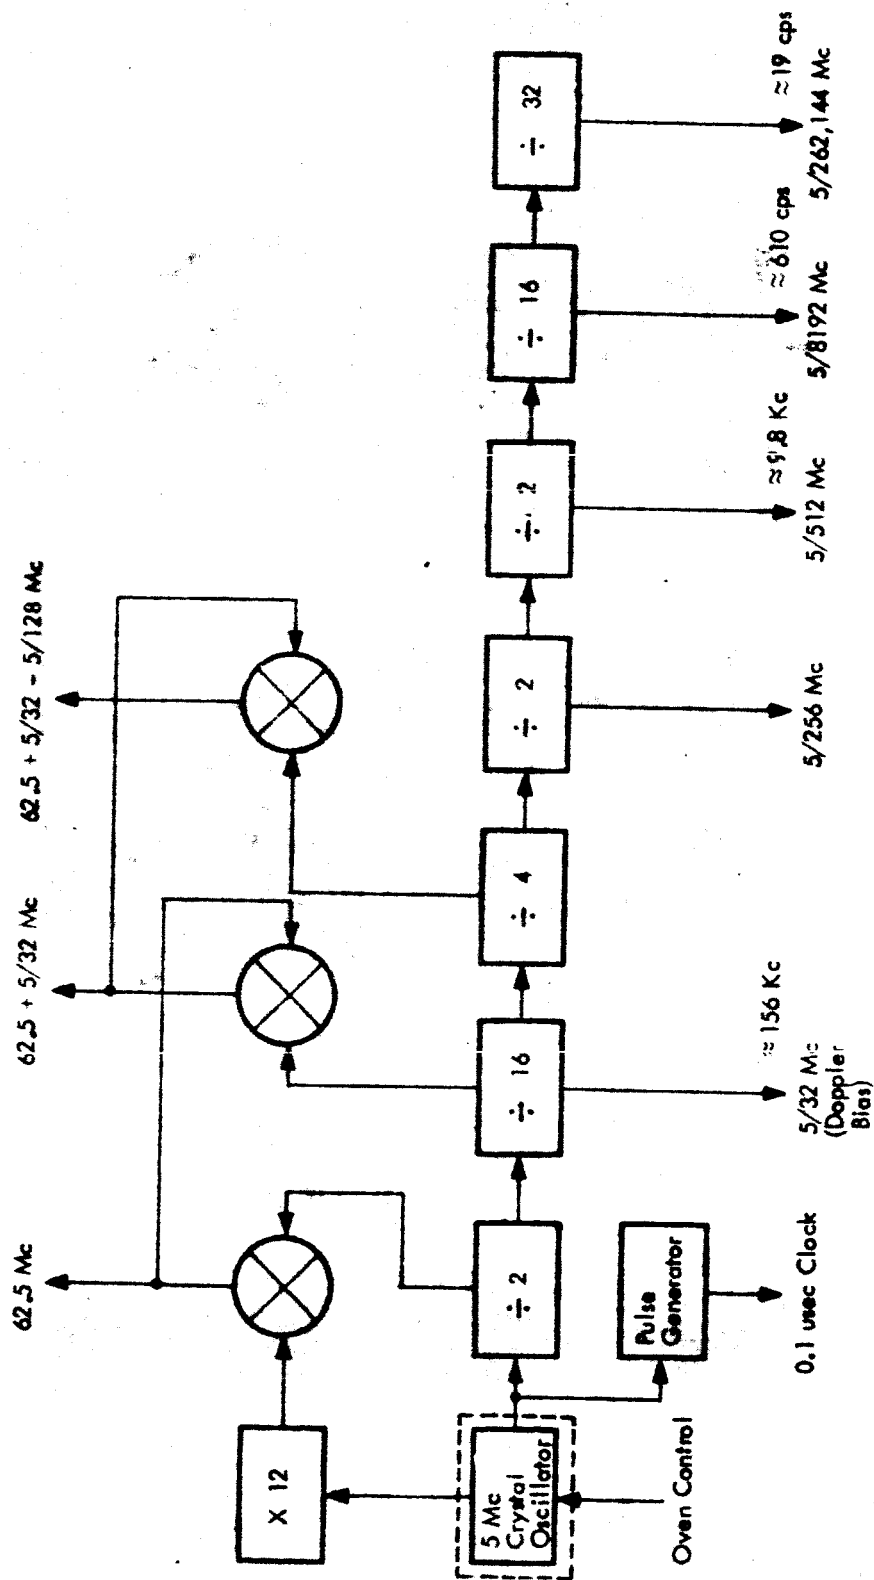 62.5 Mc
62.5 + 5/32 Mc
62.5 + 5/32 - 5/128 Mc
X 12
5 Mc
Crystal
Oscillator
÷ 2
÷ 16
÷ 4
÷ 2
÷ 2
÷ 16
÷ 32
Pulse
Generator
Oven Control
0.1 usec Clock
≈156 Kc
5/32 Mc
(Doppler
Bias)
5/256 Mc
≈9.8 Kc
5/512 Mc
≈610 cps
5/8192 Mc
≈19 cps
5/262,144 Mc